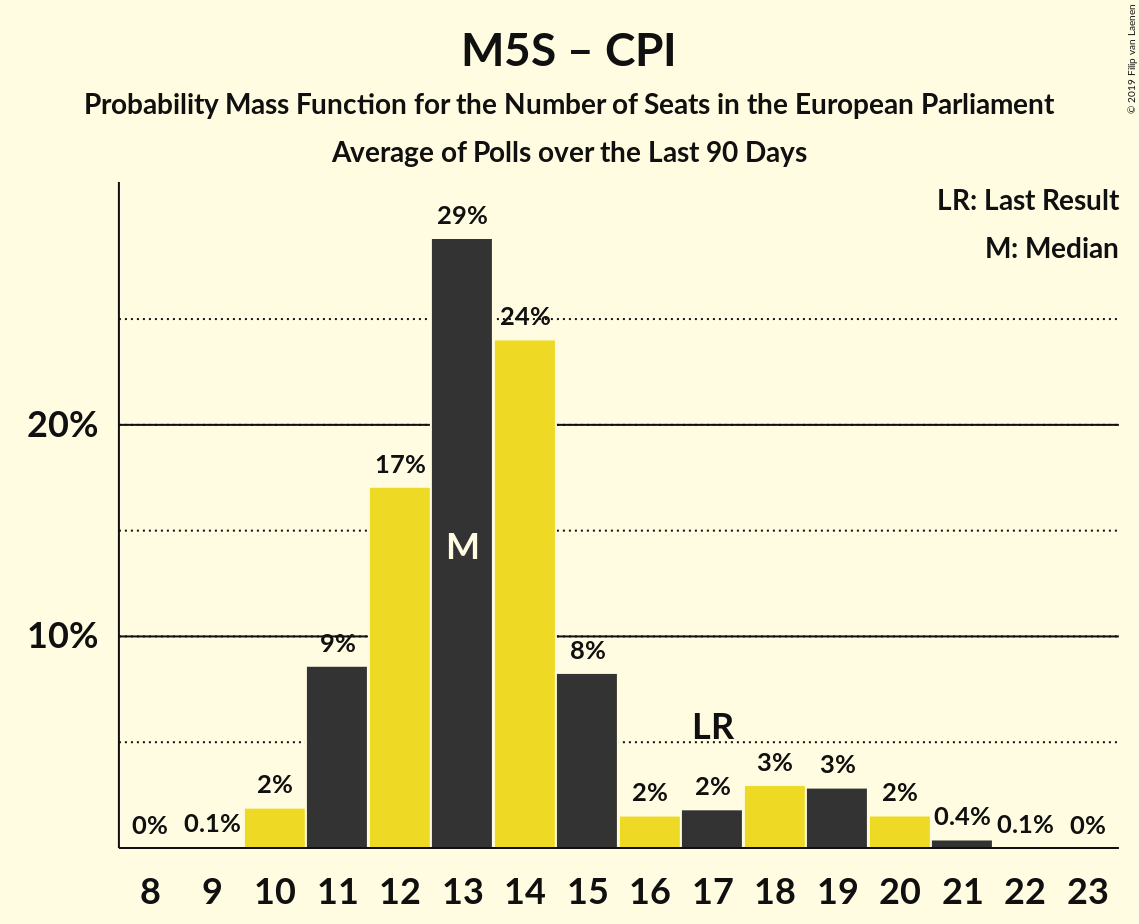 M5S – CPI
Probability Mass Function for the Number of Seats in the European Parliament
Average of Polls over the Last 90 Days
© 2019 Filip van Laenen
LR: Last Result
M: Median
29%
24%
20%
17%
M
10%
9%
8%
LR
3%
3%
2%
2%
2%
2%
0%
0.1%
0.4%
0.1%
0%
8 9 10 11 12 13 14 15 16 17 18 19 20 21 22 23